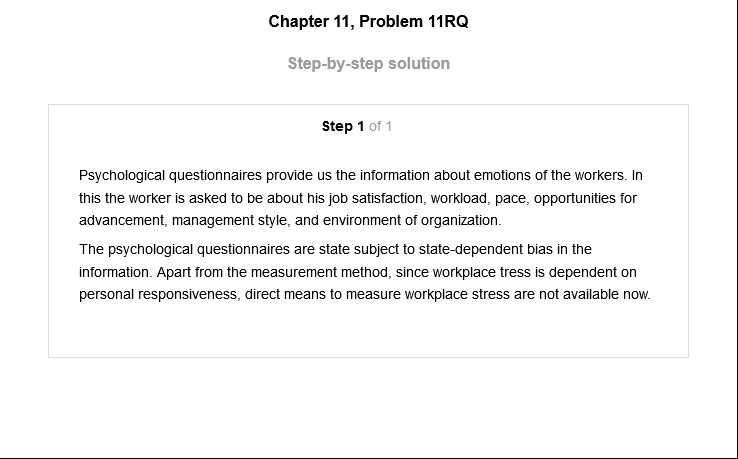 Chapter 11, Problem 11RQ
Step-by-step solution
Step 1 of 1
Psychological questionnaires provide us the information about emotions of the workers. In
this the worker is asked to be about his job satisfaction, workload, pace, opportunities for
advancement, management style, and environment of organization.
The psychological questionnaires are state subject to state-dependent bias in the
information. Apart from the measurement method, since workplace tress is dependent on
personal responsiveness, direct means to measure workplace stress are not available now.